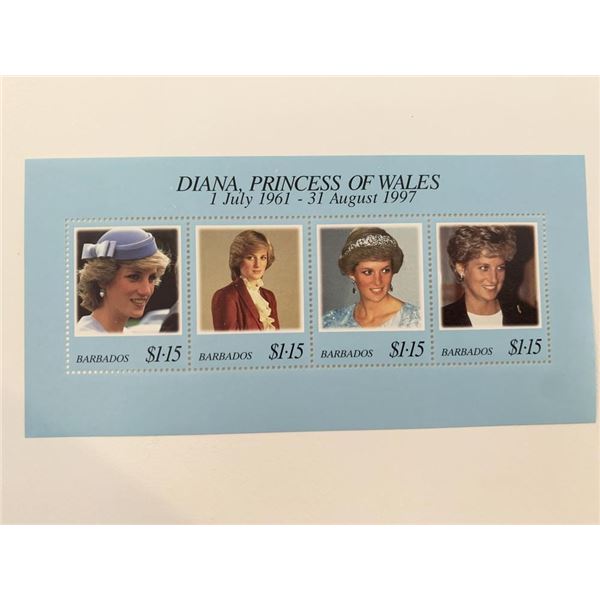 DIANA, PRINCESS OF WALES
1 July 1961 - 31 August 1997
BARBADOS $1·15 BARBADOS $1·15 BARBADOS $1·15 BARBADOS $1·15